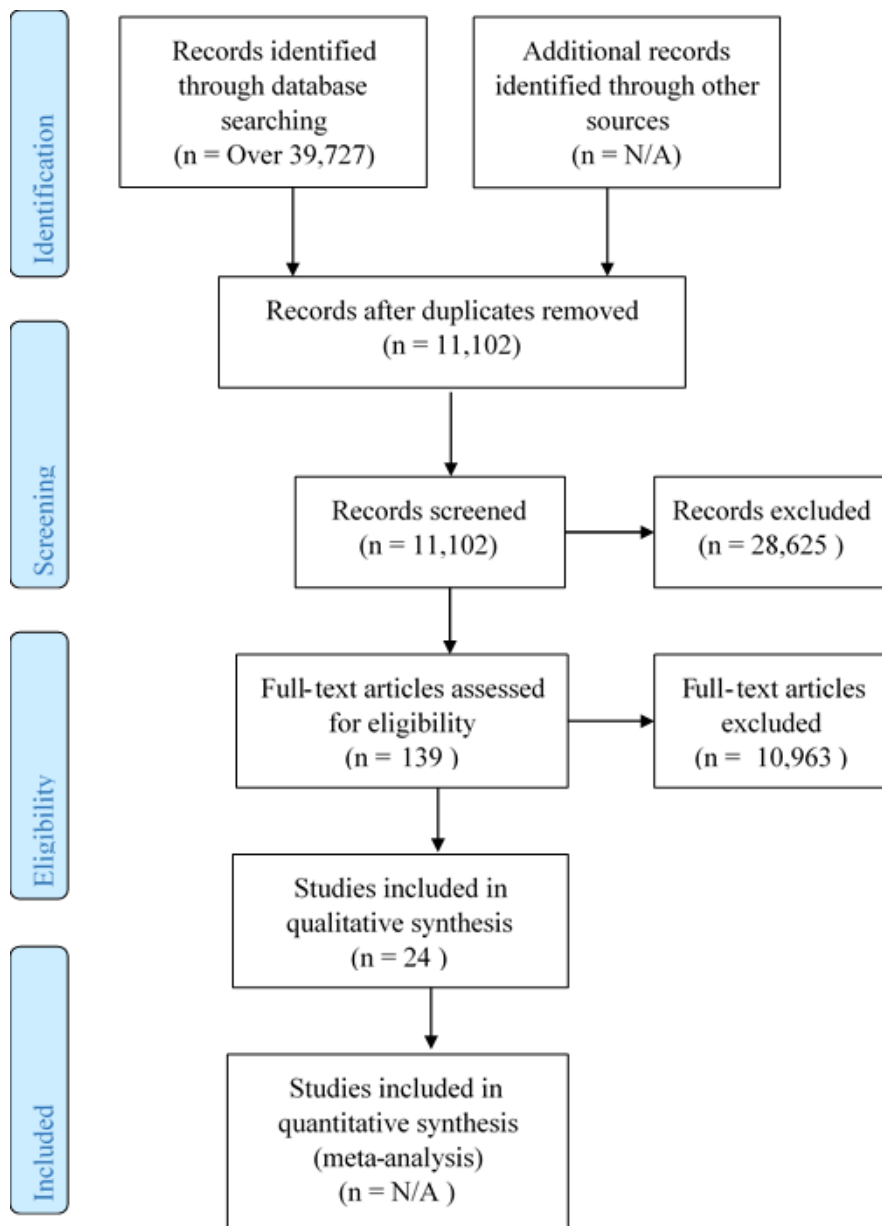 Identification
Records identified
through database
searching
(n = Over 39,727)
Additional records
identified through other
sources
(n = N/A)
Records after duplicates removed
(n = 11,102)
Screening
Records screened
(n = 11,102)
Records excluded
(n = 28,625 )
Eligibility
Full-text articles assessed
for eligibility
(n = 139 )
Full-text articles
excluded
(n = 10,963 )
Studies included in
qualitative synthesis
(n = 24 )
Included
Studies included in
quantitative synthesis
(meta-analysis)
(n = N/A )